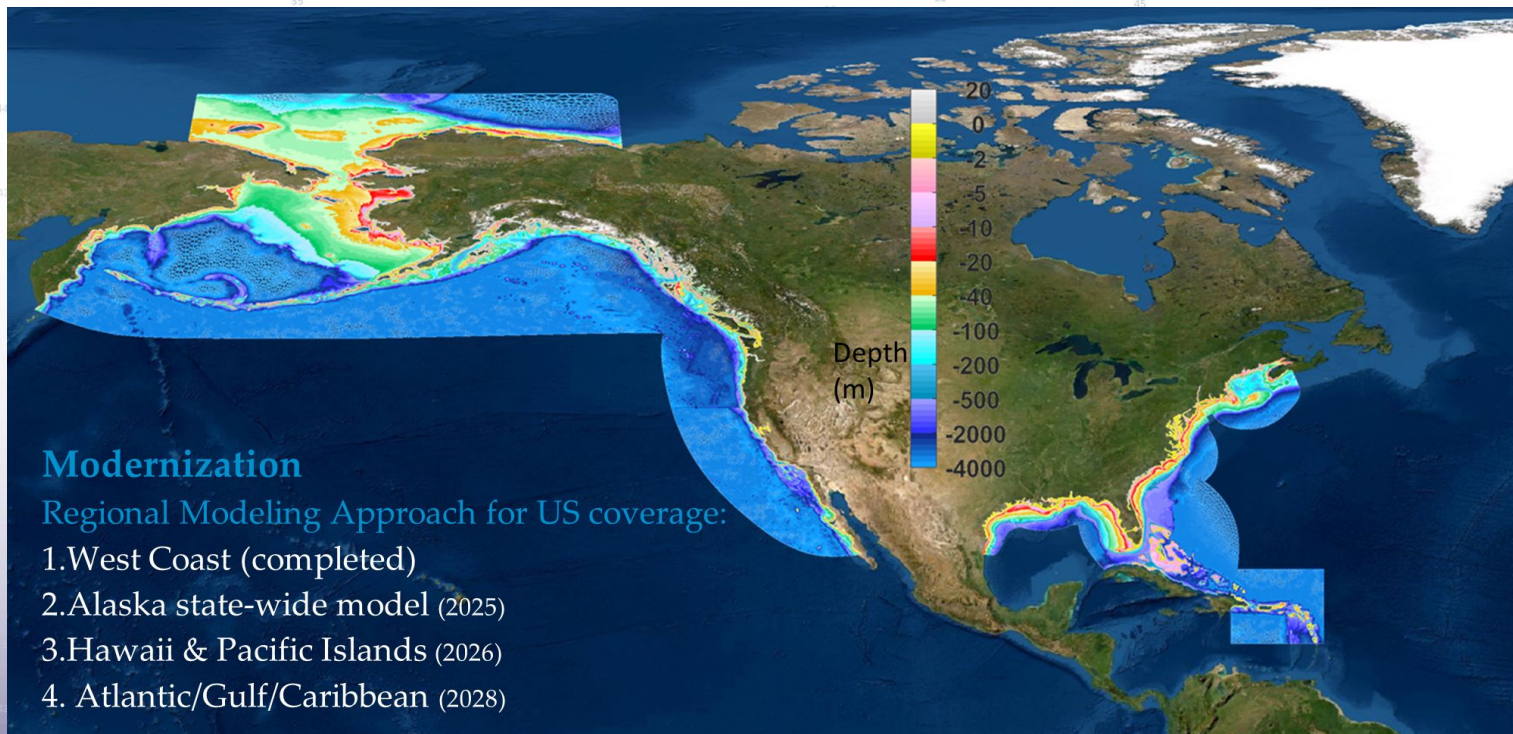 35
45
20
0
2
-5
-10
-20
-40
-100
-200
-500
-2000
-4000
Depth
(m)
Modernization
Regional Modeling Approach for US coverage:
1.West Coast (completed)
2.Alaska state-wide model (2025)
3.Hawaii & Pacific Islands (2026)
4. Atlantic/Gulf/Caribbean (2028)